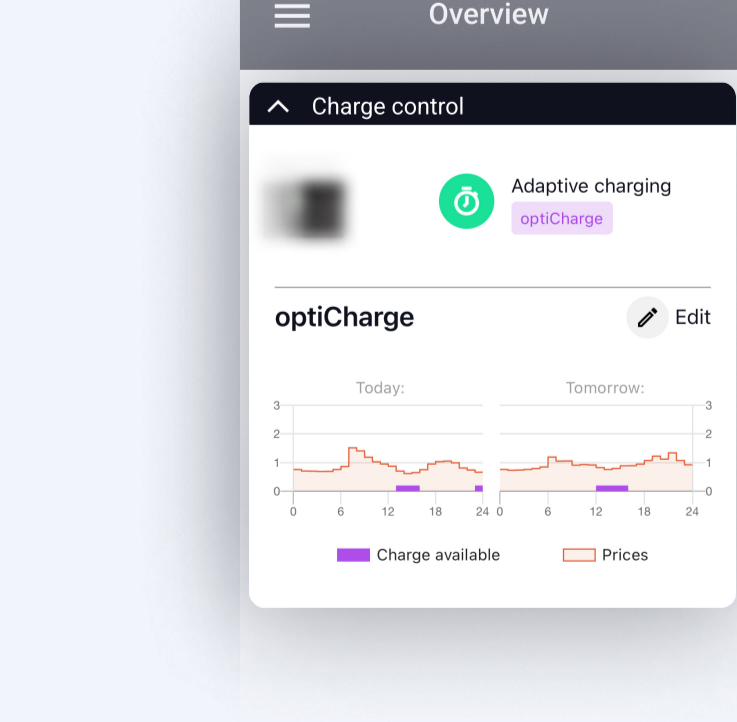 Overview
Charge control
Adaptive charging
optiCharge
optiCharge
Edit
Today:
Tomorrow:
3
3
2
2
1
1
0
0
0 6 12 18 24 0 6 12 18 24
Charge available
Prices